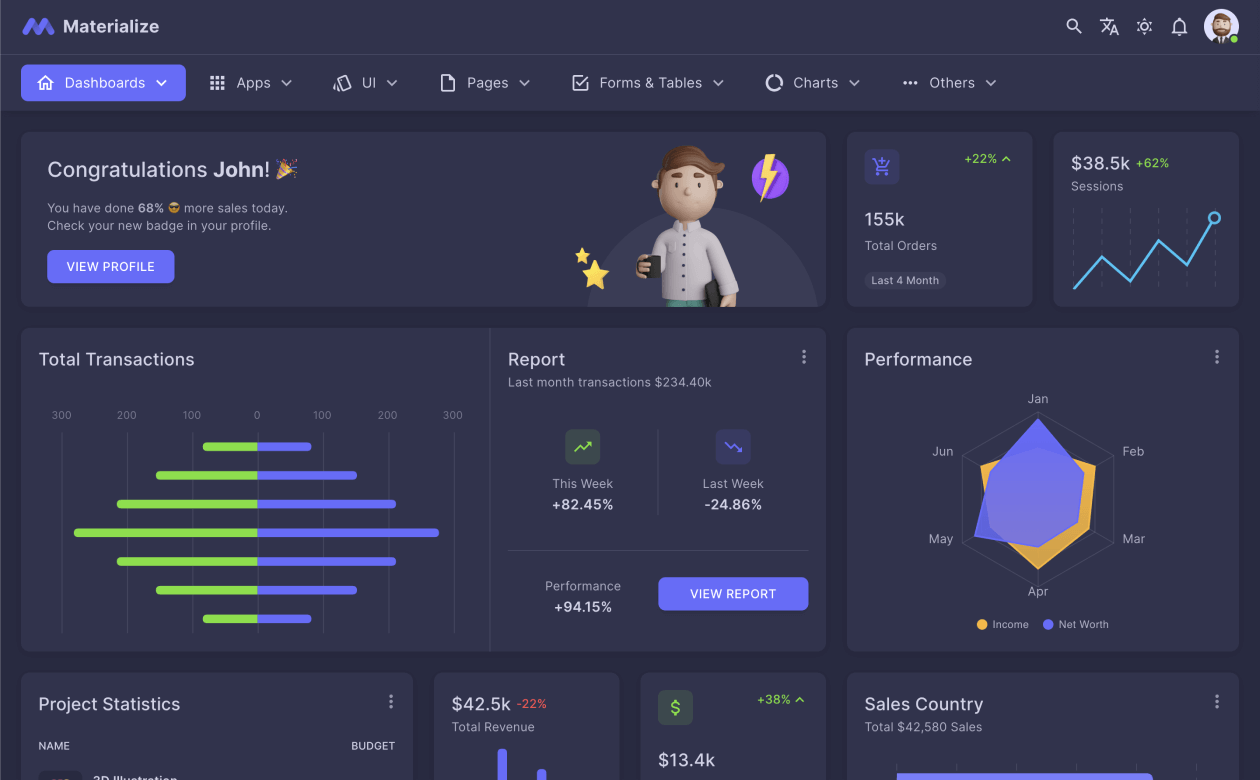 Materialize
Dashboards
Apps
UI
Pages
Forms & Tables
Charts
Others
Congratulations John! 🎉
You have done 68% 😎 more sales today.
Check your new badge in your profile.
VIEW PROFILE
+22%
155k
Total Orders
Last 4 Month
$38.5k +62%
Sessions
Total Transactions
300 200 100 0 100 200 300
Report
Last month transactions $234.40k
This Week
+82.45%
Last Week
-24.86%
Performance
+94.15%
VIEW REPORT
Performance
Jan
Feb
Mar
Apr
May
Jun
Income
Net Worth
Project Statistics
NAME BUDGET
3D Illustration
$42.5k -22%
Total Revenue
$
+38%
$13.4k
Sales Country
Total $42,580 Sales